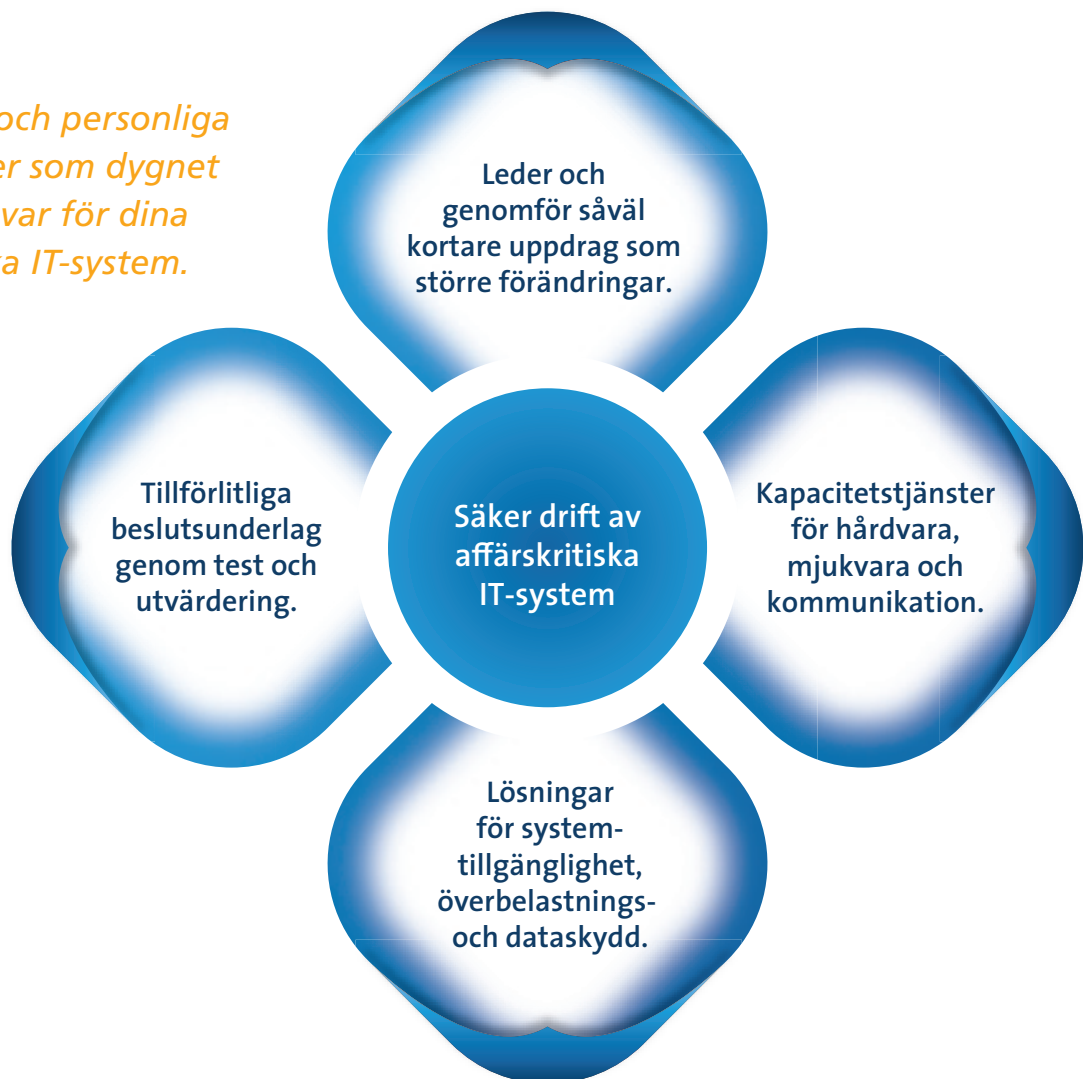 och personliga
som dygnet
för dina
IT-system.
Leder och
genomför såväl
kortare uppdrag som
större förändringar.
Tillförlitliga
beslutsunderlag
genom test och
utvärdering.
Säker drift av
affärskritiska
IT-system
Kapacitetstjänster
för hårdvara,
mjukvara och
kommunikation.
Lösningar
för system-
tillgänglighet,
överbelastnings-
och dataskydd.